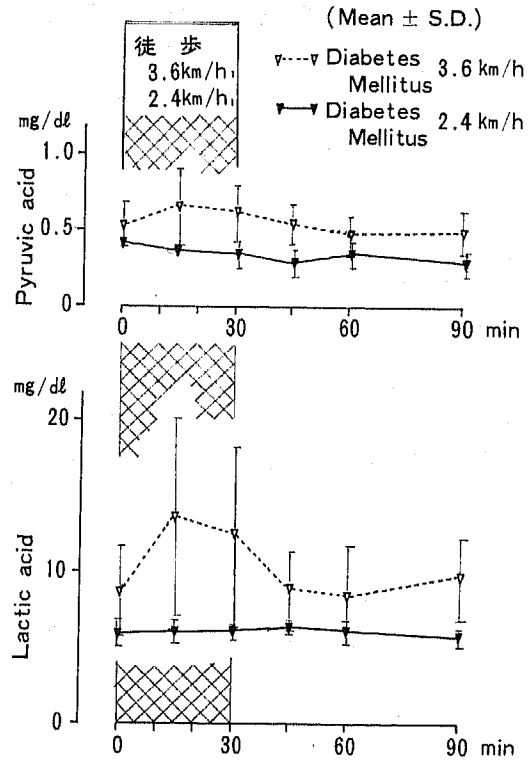 (Mean ± S.D.)
徒 歩
3.6km/h
2.4km/h
Diabetes Mellitus 3.6 km/h
Diabetes Mellitus 2.4 km/h
mg/dℓ
1.0
0.5
0
Pyruvic acid
0 30 60 90 min
mg/dℓ
20
10
0
Lactic acid
0 30 60 90 min